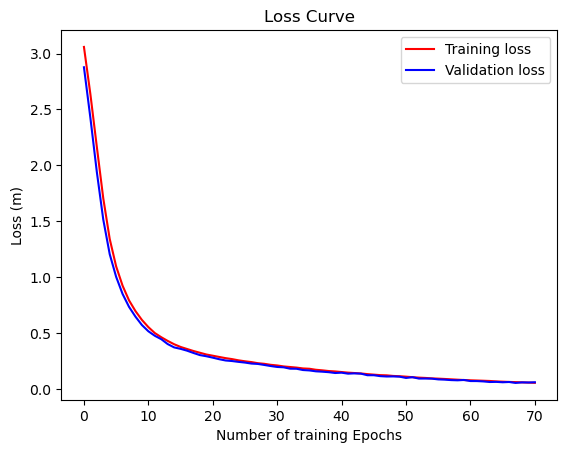 Loss Curve
Training loss
Validation loss
3.0
2.5
2.0
1.5
1.0
0.5
0.0
Loss (m)
0 10 20 30 40 50 60 70
Number of training Epochs